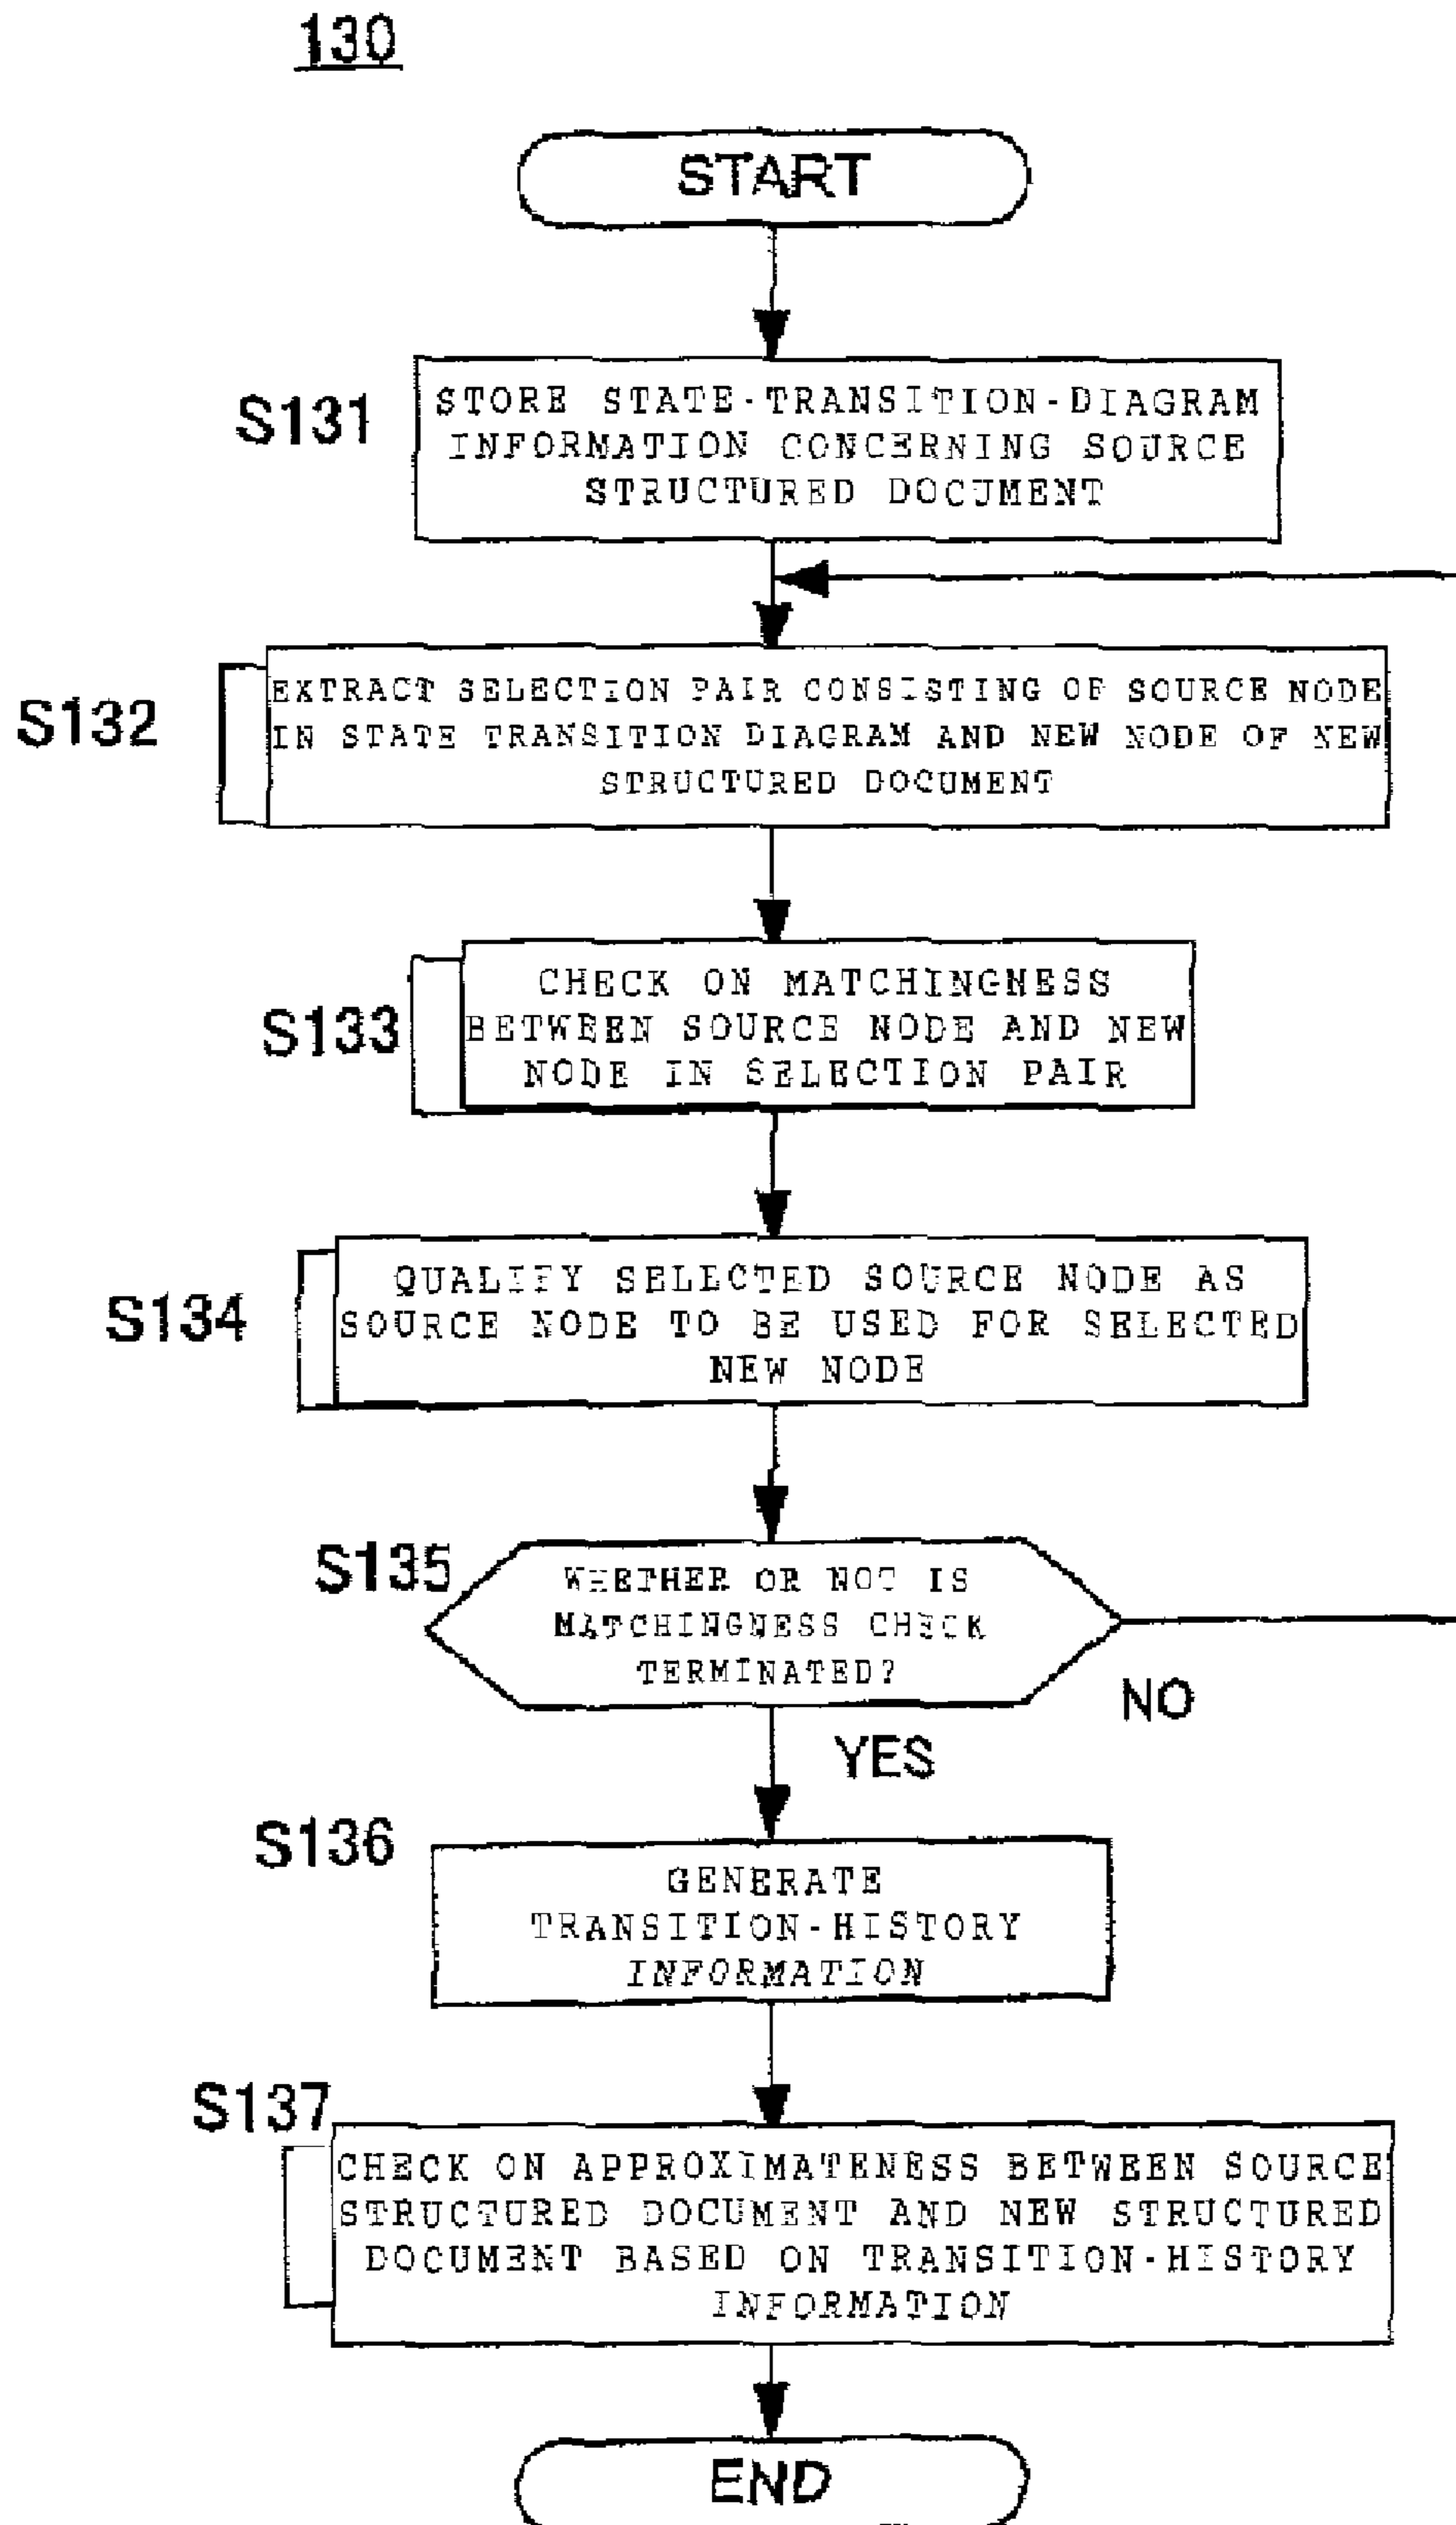 130
START
S131
STORE STATE-TRANSITION-DIAGRAM
INFORMATION CONCERNING SOURCE
STRUCTURED DOCUMENT
S132
EXTRACT SELECTION PAIR CONSISTING OF SOURCE NODE
IN STATE TRANSITION DIAGRAM AND NEW NODE OF NEW
STRUCTURED DOCUMENT
S133
CHECK ON MATCHINGNESS
BETWEEN SOURCE NODE AND NEW
NODE IN SELECTION PAIR
S134
QUALIFY SELECTED SOURCE NODE AS
SOURCE NODE TO BE USED FOR SELECTED
NEW NODE
S135
WHETHER OR NOT IS
MATCHINGNESS CHECK
TERMINATED?
NO
YES
S136
GENERATE
TRANSITION-HISTORY
INFORMATION
S137
CHECK ON APPROXIMATENESS BETWEEN SOURCE
STRUCTURED DOCUMENT AND NEW STRUCTURED
DOCUMENT BASED ON TRANSITION-HISTORY
INFORMATION
END